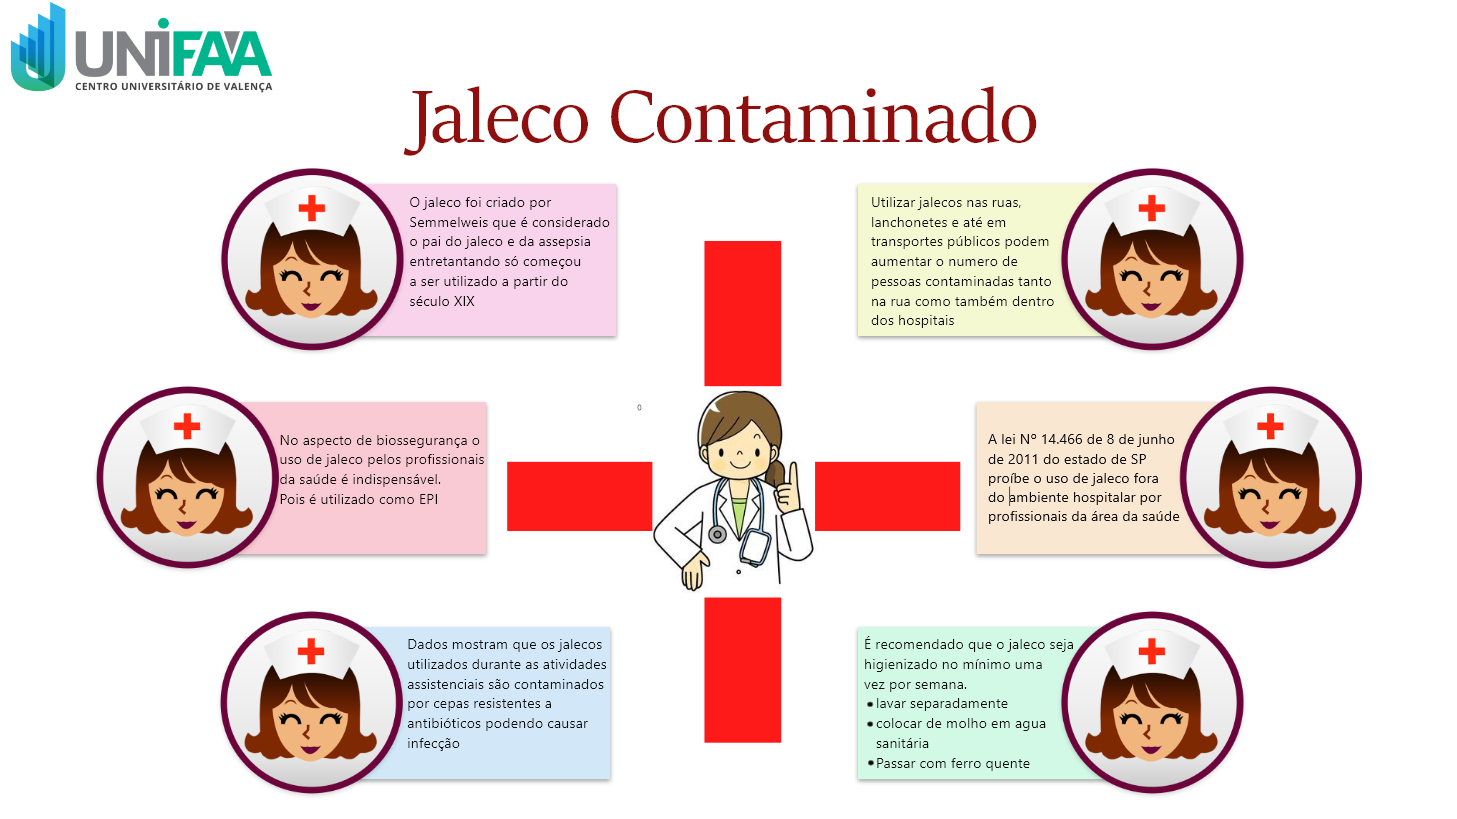 UNIFAA
CENTRO UNIVERSITÁRIO DE VALENÇA
Jaleco Contaminado
O jaleco foi criado por
Semmelweis que é considerado
o pai do jaleco e da assepsia
entretantando só começou
a ser utilizado a partir do
século XIX
Utilizar jalecos nas ruas,
lanchonetes e até em
transportes públicos podem
aumentar o numero de
pessoas contaminadas tanto
na rua como também dentro
dos hospitais
No aspecto de biossegurança o
uso de jaleco pelos profissionais
da saúde é indispensável.
Pois é utilizado como EPI
0
A lei Nº 14.466 de 8 de junho
de 2011 do estado de SP
proíbe o uso de jaleco fora
do ambiente hospitalar por
profissionais da área da saúde
Dados mostram que os jalecos
utilizados durante as atividades
assistenciais são contaminados
por cepas resistentes a
antibióticos podendo causar
infecção
É recomendado que o jaleco seja
higienizado no mínimo uma
vez por semana.
• lavar separadamente
• colocar de molho em agua
sanitária
• Passar com ferro quente